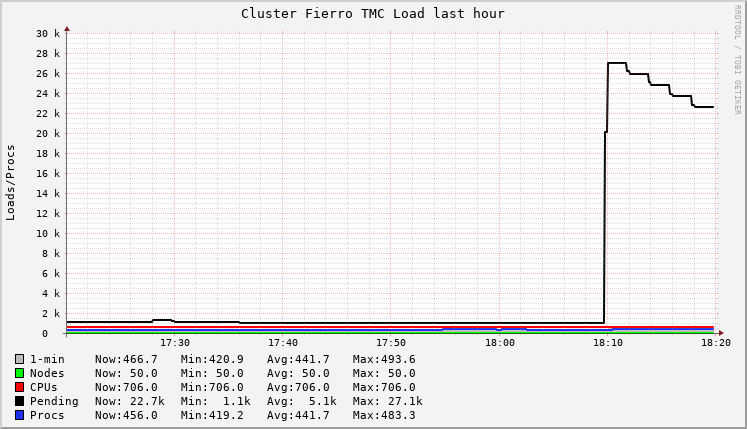 Cluster Fierro TMC Load last hour
RRDTOOL / TOBI OETIKER
Loads/Procs
30 k
28 k
26 k
24 k
22 k
20 k
18 k
16 k
14 k
12 k
10 k
8 k
6 k
4 k
2 k
0
17:30 17:40 17:50 18:00 18:10 18:20
1-min Now:466.7 Min:420.9 Avg:441.7 Max:493.6
Nodes Now: 50.0 Min: 50.0 Avg: 50.0 Max: 50.0
CPUs Now:706.0 Min:706.0 Avg:706.0 Max:706.0
Pending Now: 22.7k Min: 1.1k Avg: 5.1k Max: 27.1k
Procs Now:456.0 Min:419.2 Avg:441.7 Max:483.3